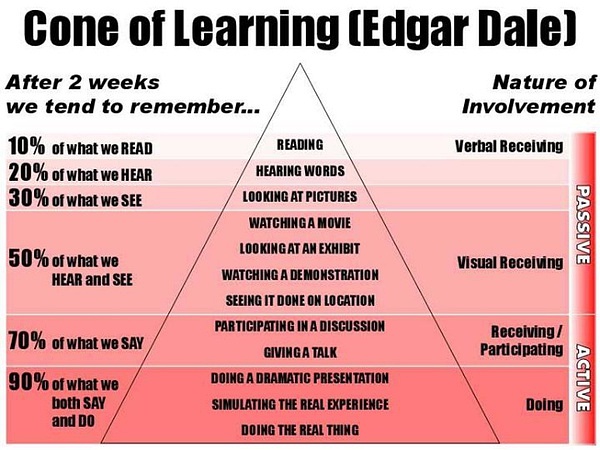 Cone of Learning (Edgar Dale)
After 2 weeks
we tend to remember...
Nature of
Involvement
10% of what we READ
READING
Verbal Receiving
20% of what we HEAR
HEARING WORDS
30% of what we SEE
LOOKING AT PICTURES
50% of what we
HEAR and SEE
WATCHING A MOVIE
LOOKING AT AN EXHIBIT
WATCHING A DEMONSTRATION
SEEING IT DONE ON LOCATION
Visual Receiving
PASSIVE
70% of what we SAY
PARTICIPATING IN A DISCUSSION
GIVING A TALK
Receiving /
Participating
90% of what we
both SAY
and DO
DOING A DRAMATIC PRESENTATION
SIMULATING THE REAL EXPERIENCE
DOING THE REAL THING
Doing
ACTIVE